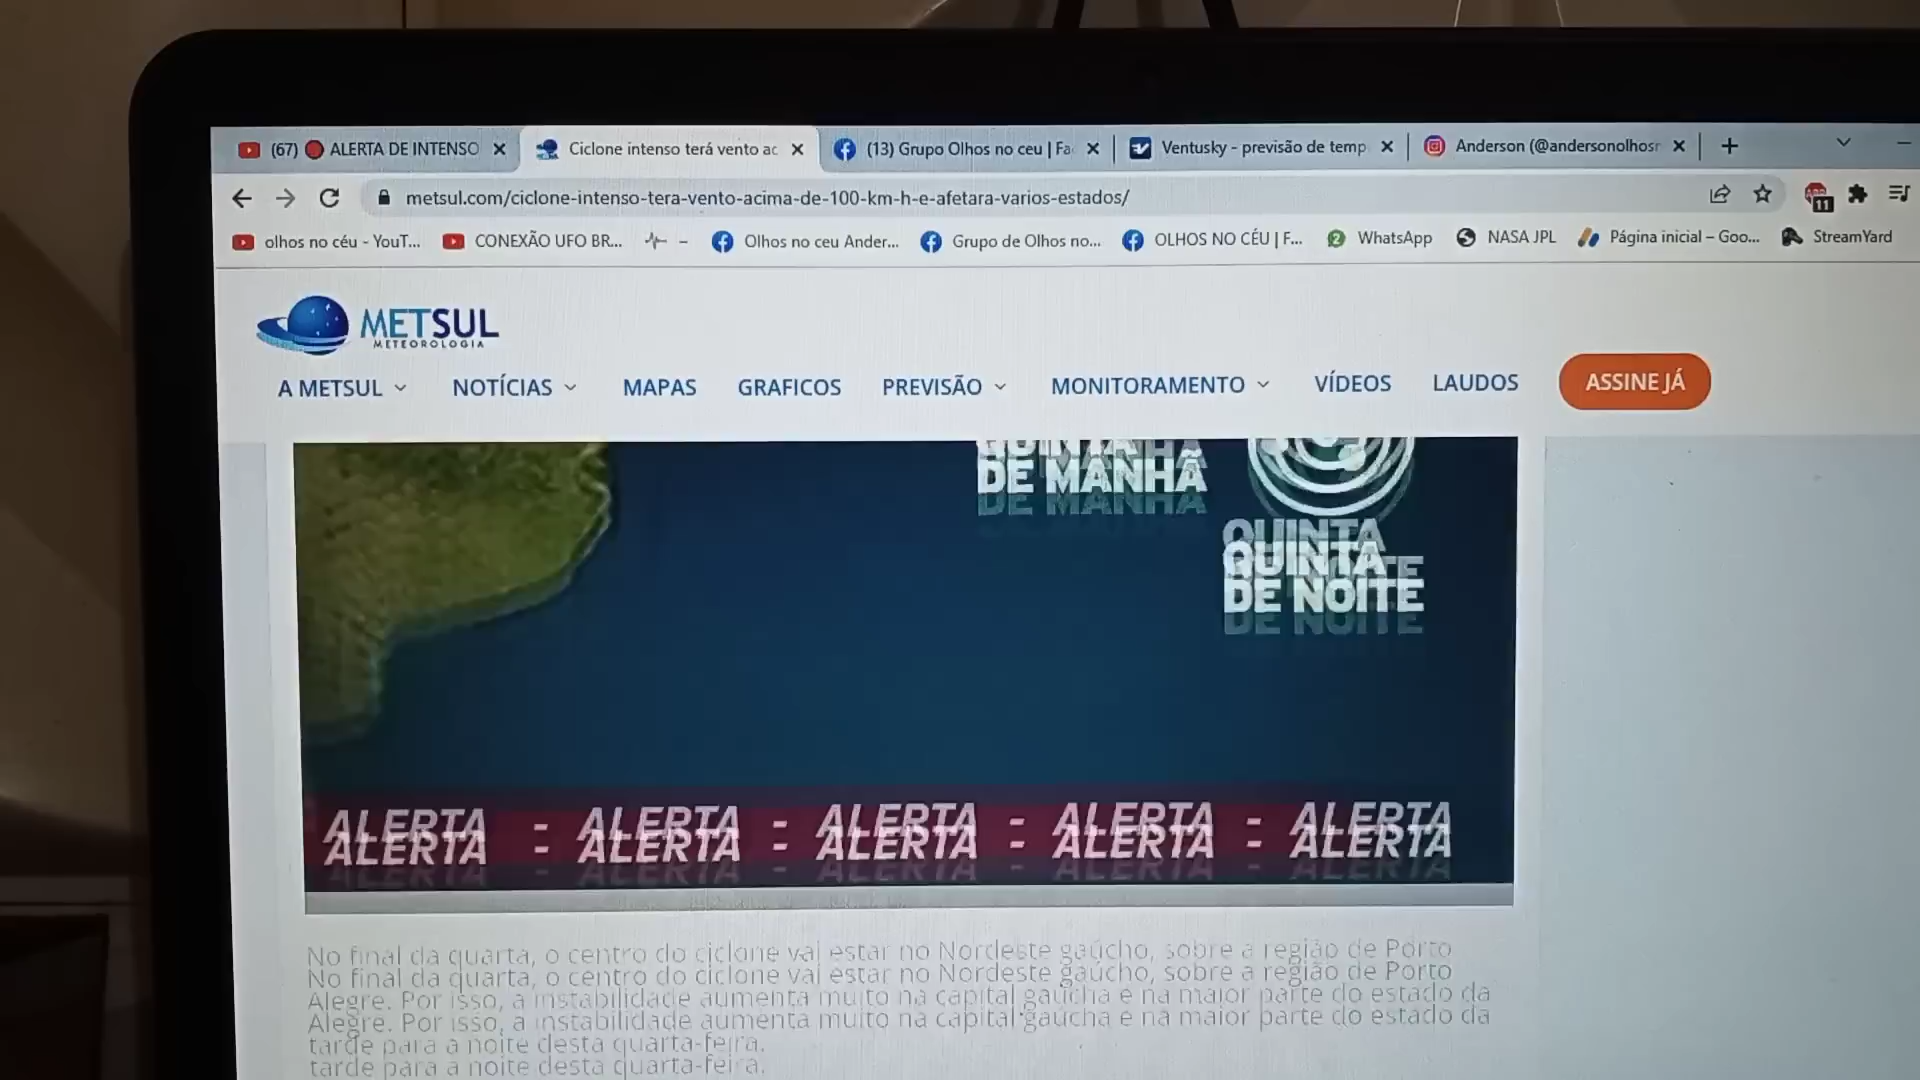 (67) ALERTA DE INTENSO
Ciclone intenso terá vento ac
(13) Grupo Olhos no ceu | Fa
Ventusky - previsão de temp
Anderson (@andersonolhosr
metsul.com/ciclone-intenso-tera-vento-acima-de-100-km-h-e-afetara-varios-estados/
11
olhos no céu - YouT...
CONEXÃO UFO BR...
Olhos no ceu Ander...
Grupo de Olhos no...
OLHOS NO CÉU | F...
2
WhatsApp
NASA JPL
Página inicial – Goo...
StreamYard
METSUL
METEOROLOGIA
A METSUL
NOTÍCIAS
MAPAS
GRAFICOS
PREVISÃO
MONITORAMENTO
VÍDEOS
LAUDOS
ASSINE JÁ
QUINTA
DE MANHÃ
QUINTA
DE NOITE
ALERTA - ALERTA - ALERTA - ALERTA - ALERTA
No final da quarta, o centro do ciclone vai estar no Nordeste gaúcho, sobre a região de Porto
Alegre. Por isso, a instabilidade aumenta muito na capital gaúcha e na maior parte do estado da
tarde para a noite desta quarta-feira.